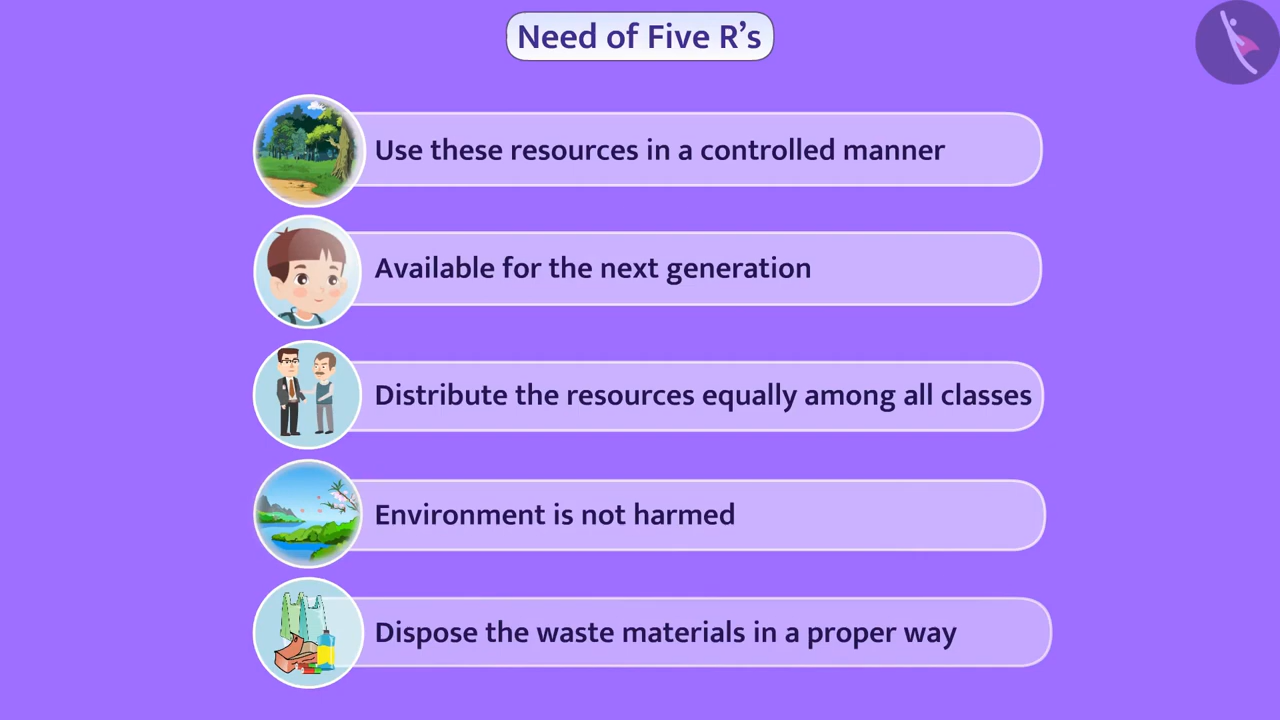 Need of Five R’s
Use these resources in a controlled manner
Available for the next generation
Distribute the resources equally among all classes
Environment is not harmed
Dispose the waste materials in a proper way